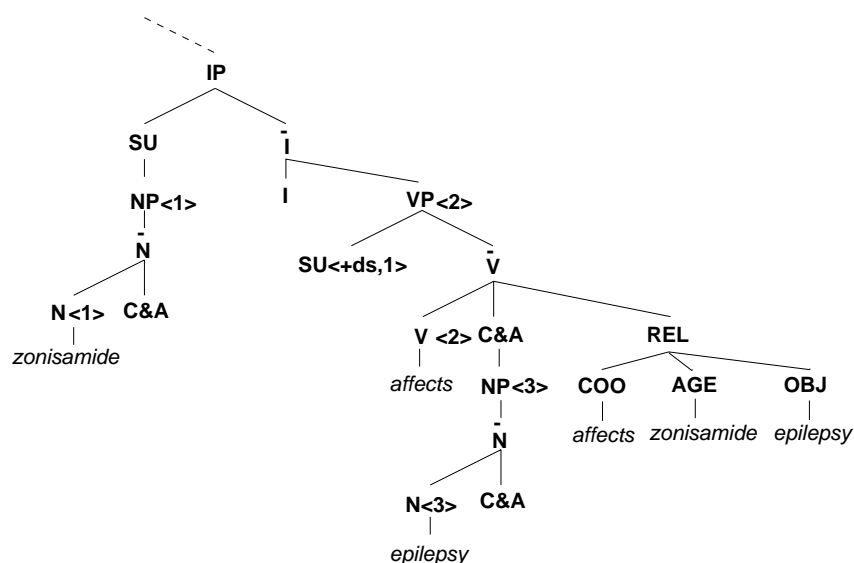 IP
SU Ī
NP<1> I VP<2>
N̄ SU<+ds,1> V̄
N<1> C&A V <2> C&A REL
zonisamide affects NP<3> COO AGE OBJ
N̄ affects zonisamide epilepsy
N<3> C&A
epilepsy